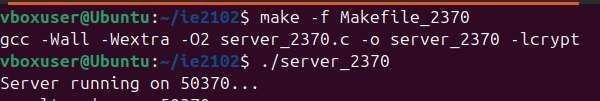 vboxuser@Ubuntu:~/ie2102$ make -f Makefile_2370
gcc -Wall -Wextra -O2 server_2370.c -o server_2370 -lcrypt
vboxuser@Ubuntu:~/ie2102$ ./server_2370
Server running on 50370...